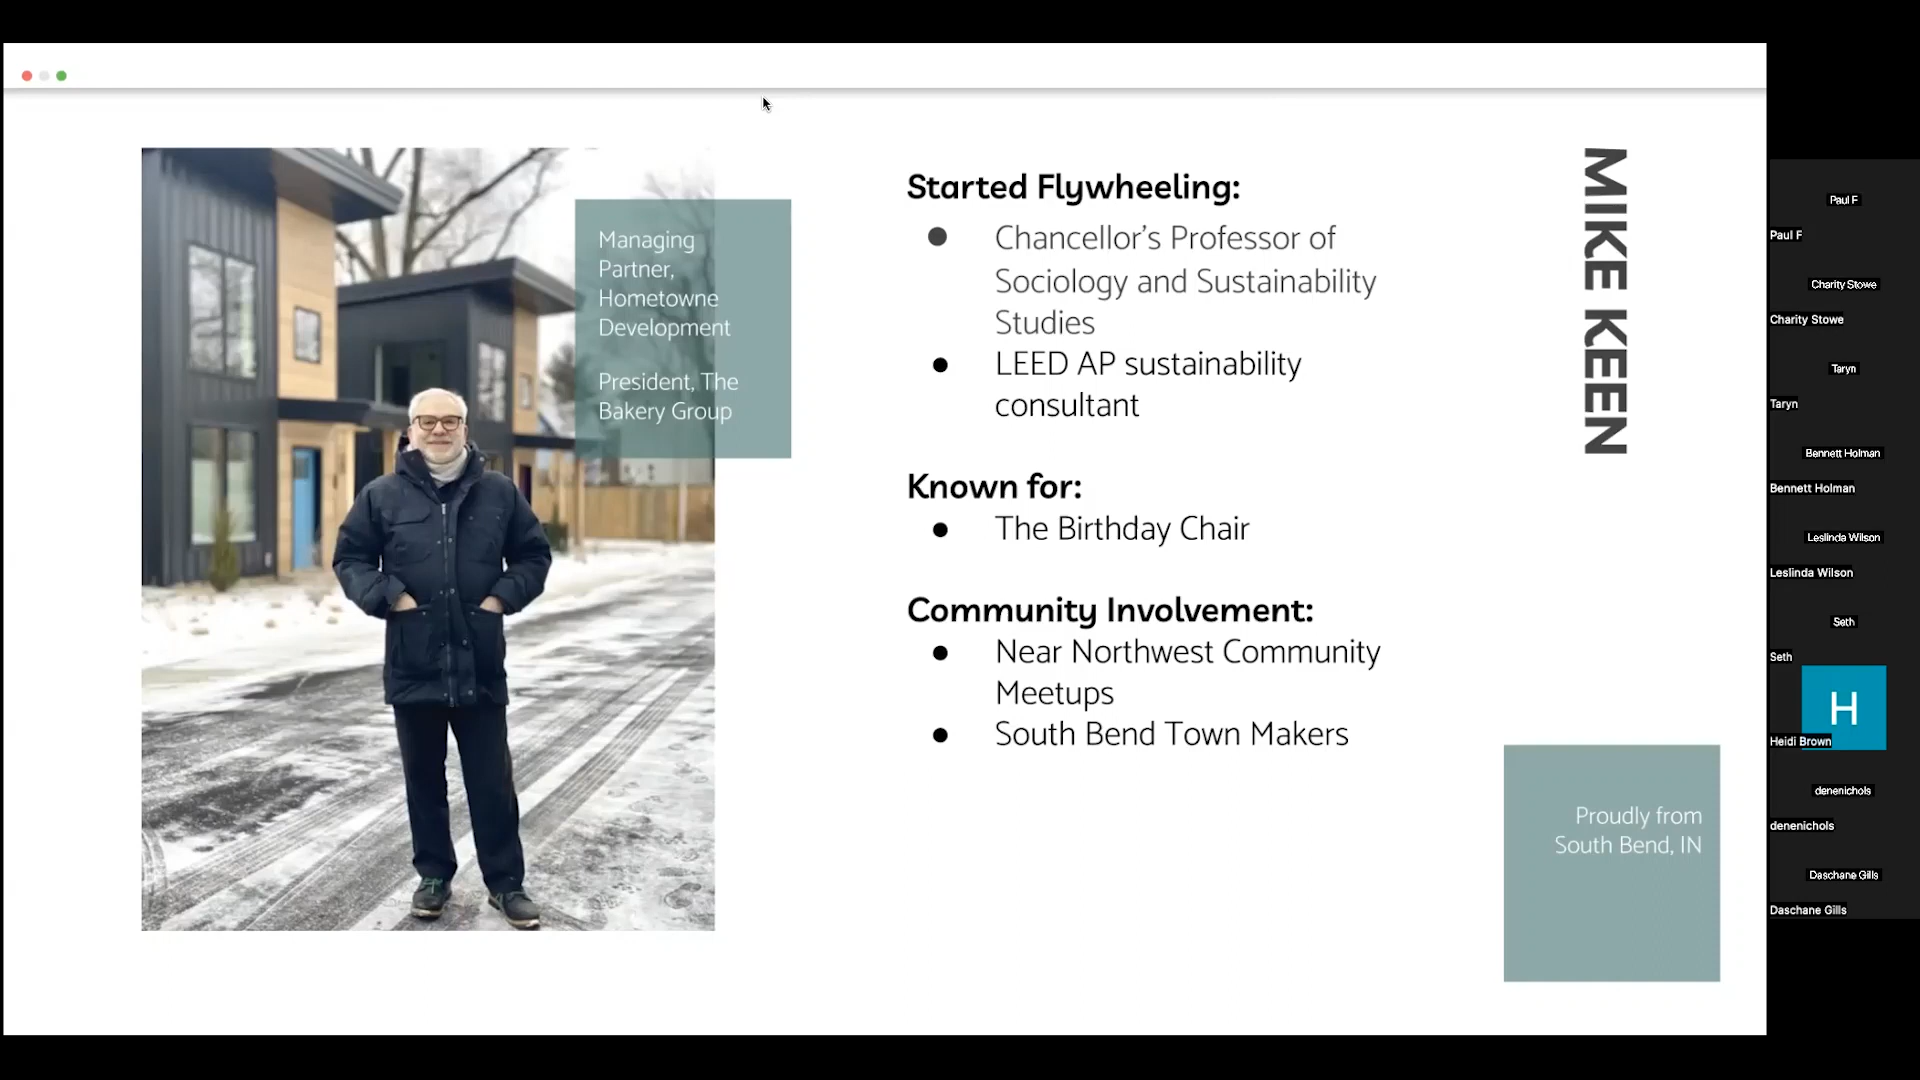 Managing
Partner,
Hometowne
Development
President, The
Bakery Group
Started Flywheeling:
● Chancellor's Professor of
Sociology and Sustainability
Studies
● LEED AP sustainability
consultant
Known for:
● The Birthday Chair
Community Involvement:
● Near Northwest Community
Meetups
● South Bend Town Makers
MIKE KEEN
Proudly from
South Bend, IN
Paul F
Paul F
Charity Stowe
Charity Stowe
Taryn
Taryn
Bennett Holman
Bennett Holman
Leslinda Wilson
Leslinda Wilson
Seth
Seth
H
Heidi Brown
denenichols
denenichols
Daschane Gills
Daschane Gills